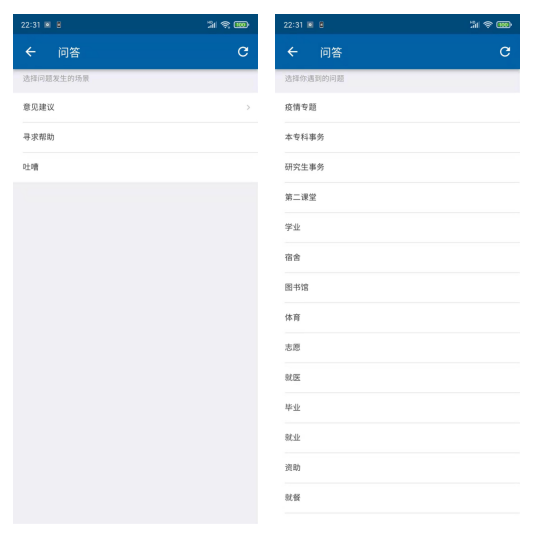 22:31
100
问答
选择问题发生的场景
意见建议
寻求帮助
吐嘈
22:31
100
问答
选择你遇到的问题
疫情专题
本专科事务
研究生事务
第二课堂
学业
宿舍
图书馆
体育
志愿
就医
毕业
就业
资助
就餐